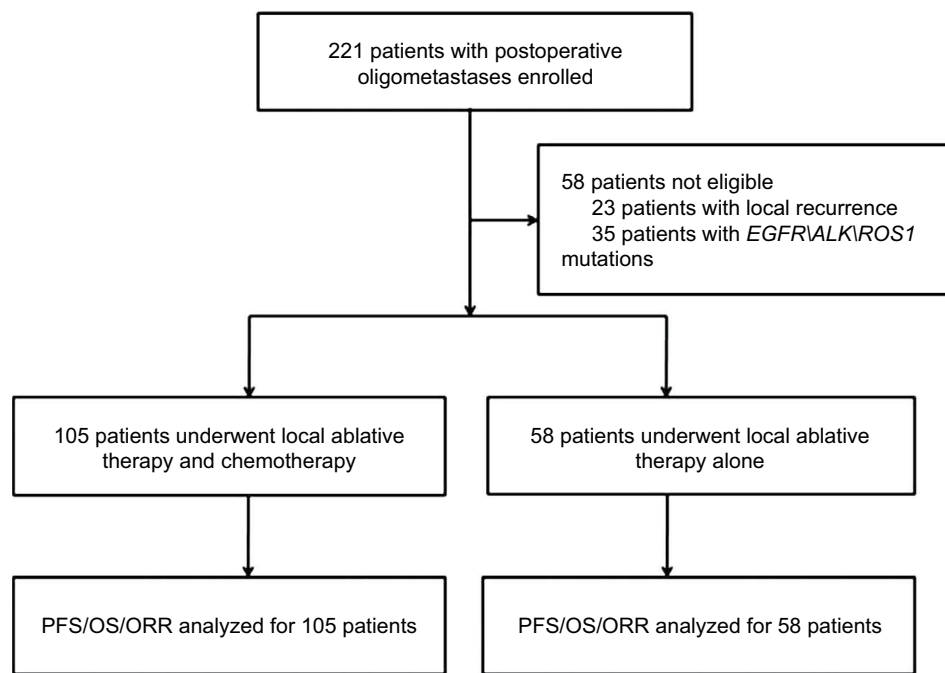 221 patients with postoperative
oligometastases enrolled
58 patients not eligible
23 patients with local recurrence
35 patients with EGFR\ALK\ROS1
mutations
105 patients underwent local ablative
therapy and chemotherapy
58 patients underwent local ablative
therapy alone
PFS/OS/ORR analyzed for 105 patients
PFS/OS/ORR analyzed for 58 patients